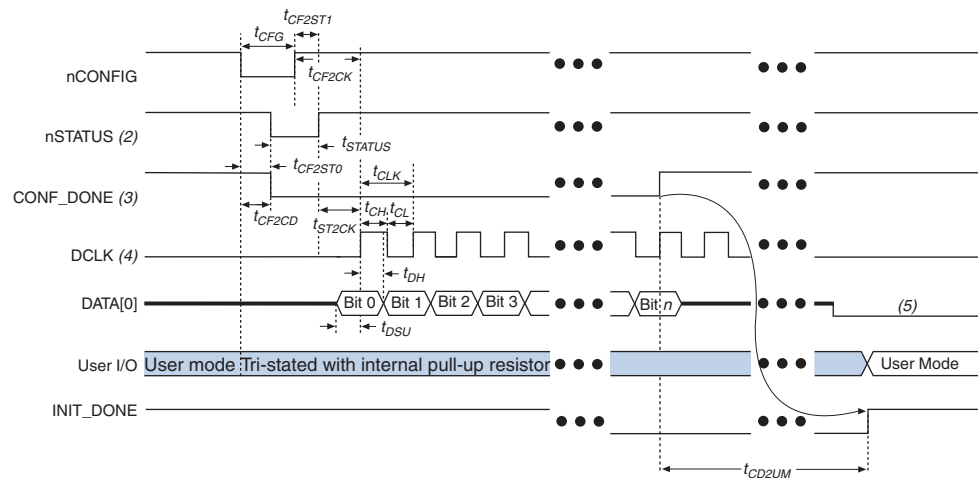 tCF2ST1
tCFG
nCONFIG
tCF2CK
nSTATUS (2)
tSTATUS
tCF2ST0
tCLK
CONF_DONE (3)
tCH
tCL
tCF2CD
tST2CK
DCLK (4)
tDH
DATA[0]
Bit 0
Bit 1
Bit 2
Bit 3
Bit n
(5)
tDSU
User I/O
User mode
Tri-stated with internal pull-up resistor
User Mode
INIT_DONE
tCD2UM